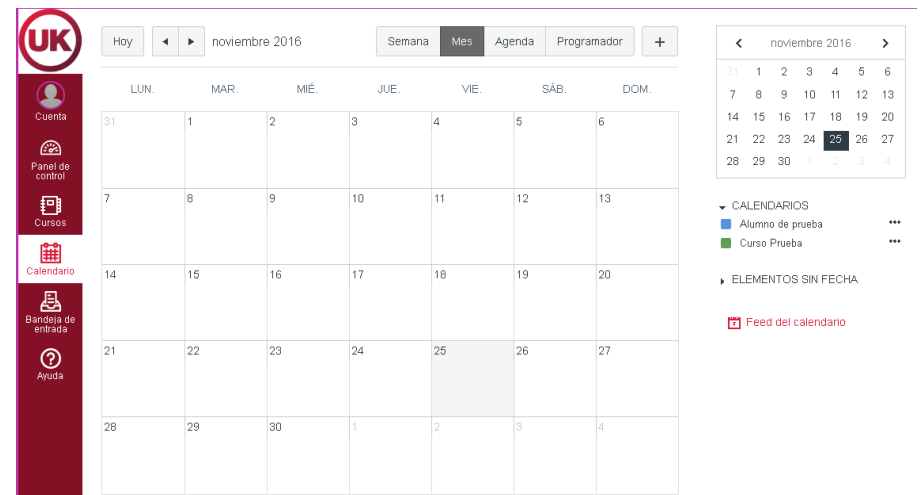 UK
Cuenta
Panel de
control
Cursos
Calendario
Bandeja de
entrada
Ayuda
Hoy noviembre 2016 Semana Mes Agenda Programador +
LUN. MAR. MIÉ. JUE. VIE. SÁB. DOM.
31 1 2 3 4 5 6
7 8 9 10 11 12 13
14 15 16 17 18 19 20
21 22 23 24 25 26 27
28 29 30 1 2 3 4
noviembre 2016
31 1 2 3 4 5 6
7 8 9 10 11 12 13
14 15 16 17 18 19 20
21 22 23 24 25 26 27
28 29 30 1 2 3 4
CALENDARIOS
Alumno de prueba
Curso Prueba
ELEMENTOS SIN FECHA
Feed del calendario